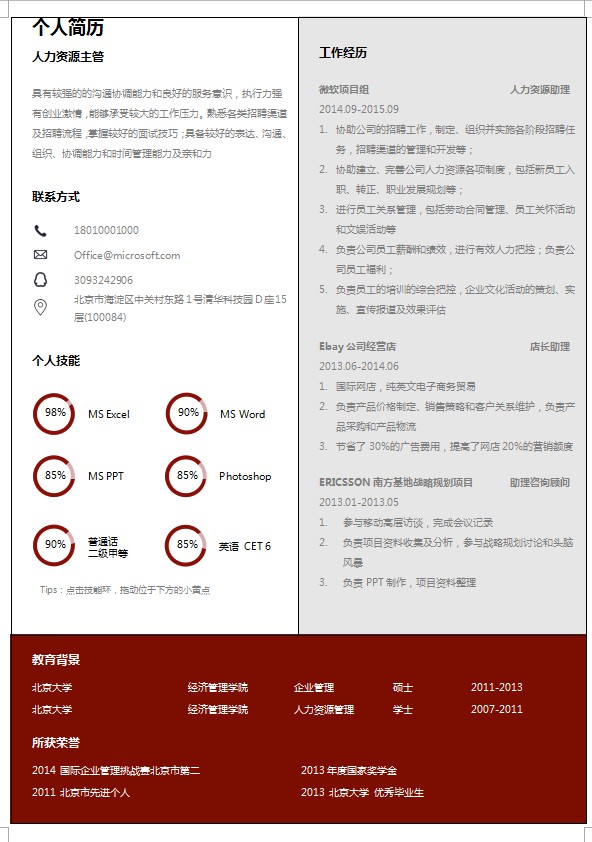 个人简历
人力资源主管
具有较强的的沟通协调能力和良好的服务意识，执行力强
有创业激情，能够承受较大的工作压力。熟悉各类招聘渠道
及招聘流程，掌握较好的面试技巧；具备较好的表达、沟通、
组织、协调能力和时间管理能力及亲和力
联系方式
18010001000
Office@microsoft.com
3093242906
北京市海淀区中关村东路1号清华科技园D座15
层(100084)
个人技能
98% MS Excel
90% MS Word
85% MS PPT
85% Photoshop
90% 普通话
二级甲等
85% 英语 CET 6
Tips：点击技能环，拖动位于下方的小黄点
工作经历
微软项目组 人力资源助理
2014.09-2015.09
1. 协助公司的招聘工作，制定、组织并实施各阶段招聘任
务，招聘渠道的管理和开发等；
2. 协助建立、完善公司人力资源各项制度，包括新员工入
职、转正、职业发展规划等；
3. 进行员工关系管理，包括劳动合同管理、员工关怀活动
和文娱活动等
4. 负责公司员工薪酬和绩效，进行有效人力把控；负责公
司员工福利；
5. 负责员工的培训的综合把控，企业文化活动的策划、实
施、宣传报道及效果评估
Ebay 公司经营店 店长助理
2013.06-2014.06
1. 国际网店，纯英文电子商务贸易
2. 负责产品价格制定、销售策略和客户关系维护，负责产
品采购和产品物流
3. 节省了30%的广告费用，提高了网店20%的营销额度
ERICSSON 南方基地战略规划项目 助理咨询顾问
2013.01-2013.05
1. 参与移动高层访谈，完成会议记录
2. 负责项目资料收集及分析，参与战略规划讨论和头脑
风暴
3. 负责 PPT 制作，项目资料整理
教育背景
北京大学 经济管理学院 企业管理 硕士 2011-2013
北京大学 经济管理学院 人力资源管理 学士 2007-2011
所获荣誉
2014 国际企业管理挑战赛北京市第二 2013 年度国家奖学金
2011 北京市先进个人 2013 北京大学 优秀毕业生